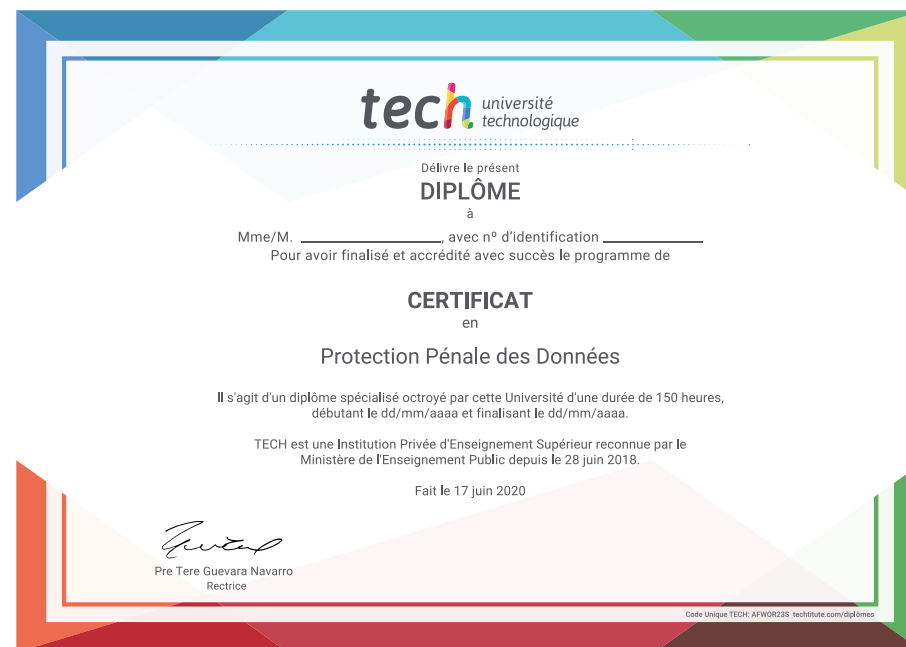 tech université
technologique
Délivre le présent
DIPLÔME
à
Mme/M. ____________________, avec nº d'identification ______________
Pour avoir finalisé et accrédité avec succès le programme de
CERTIFICAT
en
Protection Pénale des Données
Il s'agit d'un diplôme spécialisé octroyé par cette Université d'une durée de 150 heures,
débutant le dd/mm/aaaa et finalisant le dd/mm/aaaa.
TECH est une Institution Privée d'Enseignement Supérieur reconnue par le
Ministère de l'Enseignement Public depuis le 28 juin 2018.
Fait le 17 juin 2020
Pre Tere Guevara Navarro
Rectrice
Code Unique TECH: AFWOR23S techtitute.com/diplômes